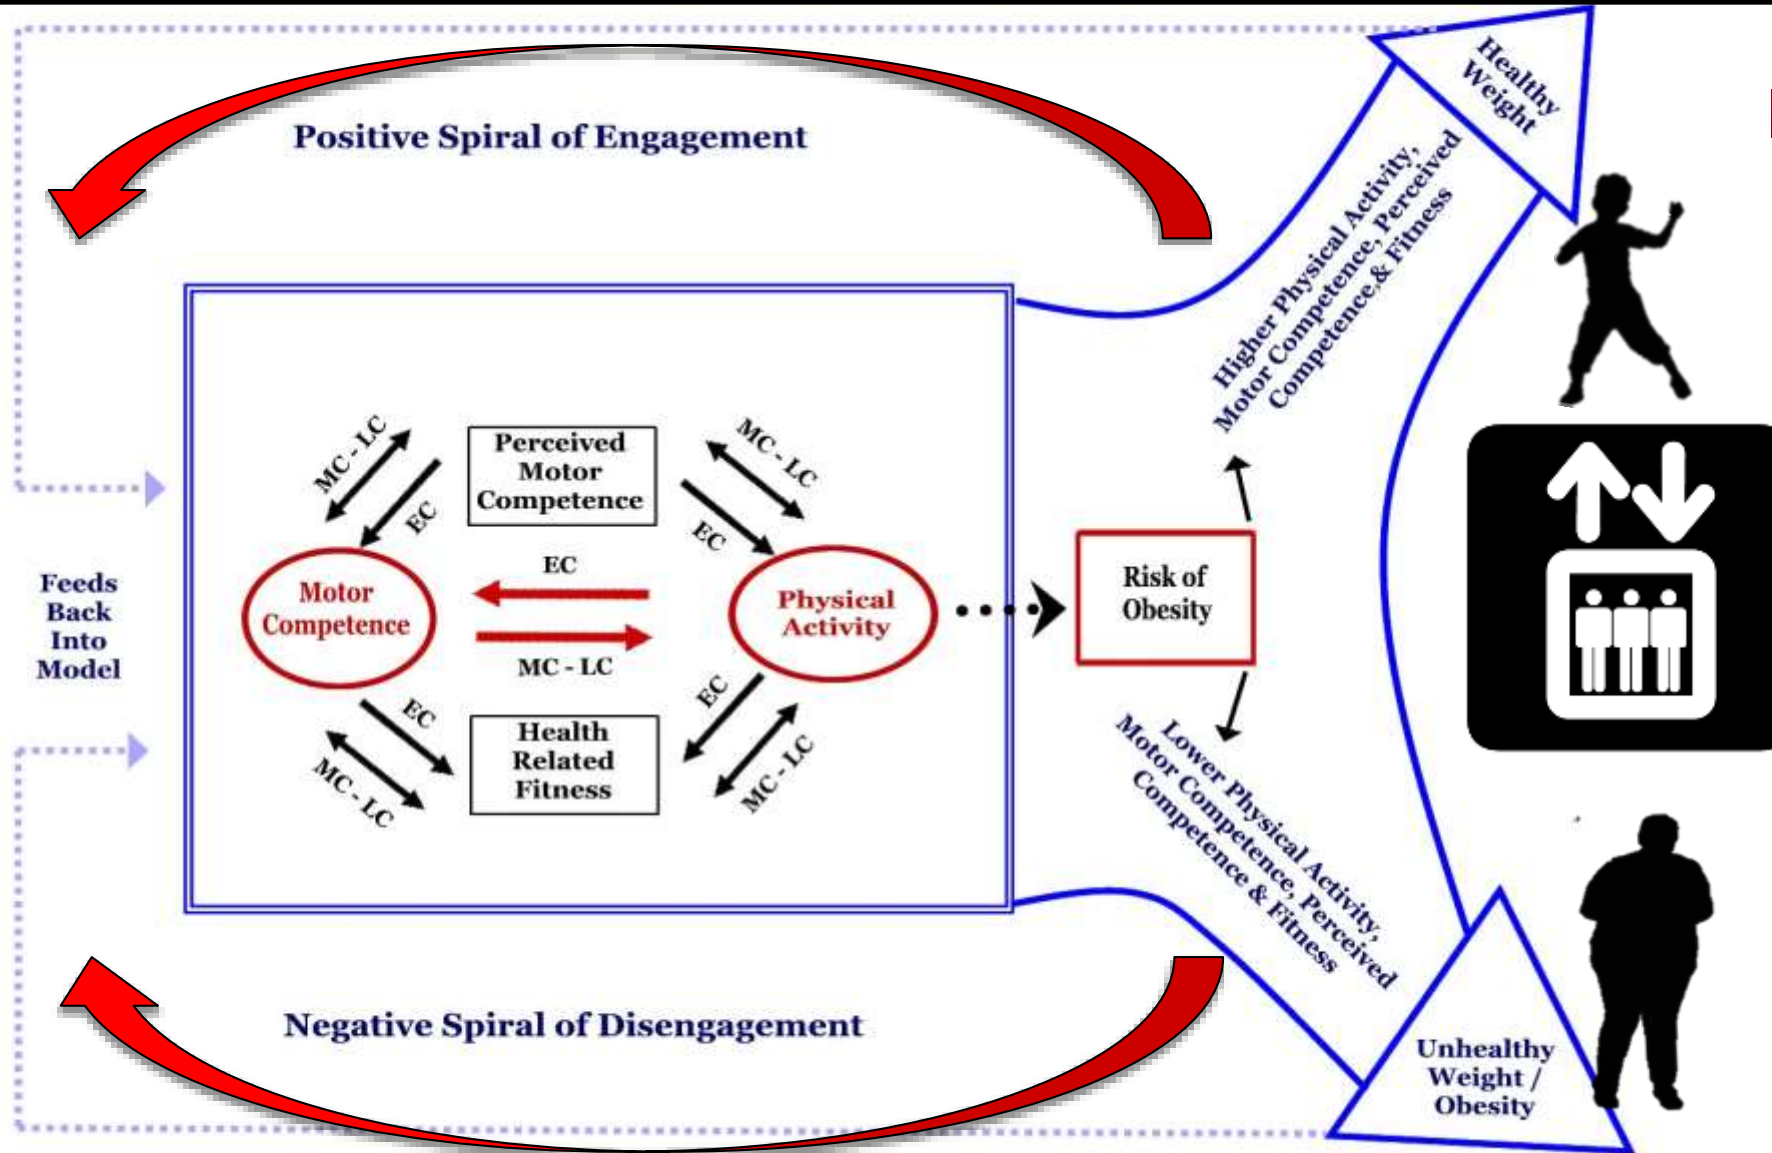 Healthy
Weight
Positive Spiral of Engagement
Higher Physical Activity,
Motor Competence, Perceived
Competence,& Fitness
MC - LC
EC
Perceived
Motor
Competence
MC - LC
EC
EC
Motor
Competence
Physical
Activity
MC - LC
Risk of
Obesity
Feeds
Back
Into
Model
EC
MC - LC
Health
Related
Fitness
EC
MC - LC
Lower Physical Activity,
Motor Competence, Perceived
Competence & Fitness
Negative Spiral of Disengagement
Unhealthy
Weight /
Obesity